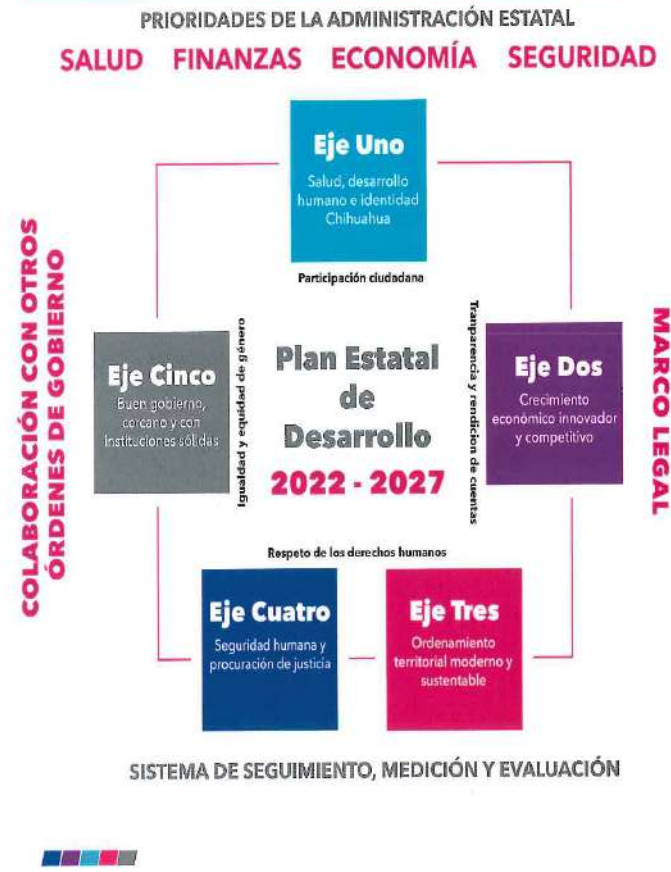 PRIORIDADES DE LA ADMINISTRACIÓN ESTATAL
SALUD FINANZAS ECONOMÍA SEGURIDAD
Eje Uno
Salud, desarrollo
humano e identidad
Chihuahua
Participación ciudadana
COLABORACIÓN CON OTROS
ÓRDENES DE GOBIERNO
Eje Cinco
Buen gobierno,
cercano y con
instituciones sólidas
Igualdad y equidad de género
Plan Estatal
de
Desarrollo
2022 - 2027
Tranparencia y rendicion de cuentas
Eje Dos
Crecimiento
económico innovador
y competitivo
MARCO LEGAL
Respeto de los derechos humanos
Eje Cuatro
Seguridad humana y
procuración de justicia
Eje Tres
Ordenamiento
territorial moderno y
sustentable
SISTEMA DE SEGUIMIENTO, MEDICIÓN Y EVALUACIÓN